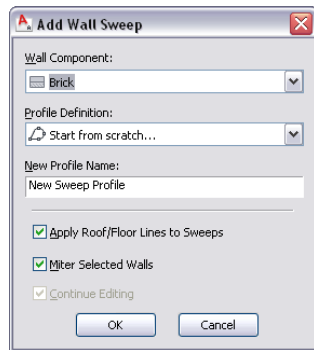 Add Wall Sweep
Wall Component:
Brick
Profile Definition:
Start from scratch...
New Profile Name:
New Sweep Profile
Apply Roof/Floor Lines to Sweeps
Miter Selected Walls
Continue Editing
OK
Cancel